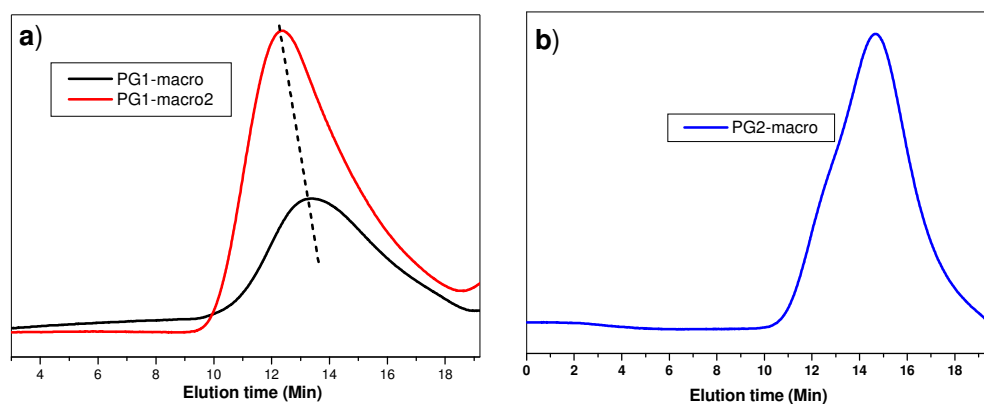 a)
PG1-macro
PG1-macro2
4 6 8 10 12 14 16 18
Elution time (Min)
b)
PG2-macro
0 2 4 6 8 10 12 14 16 18
Elution time (Min)